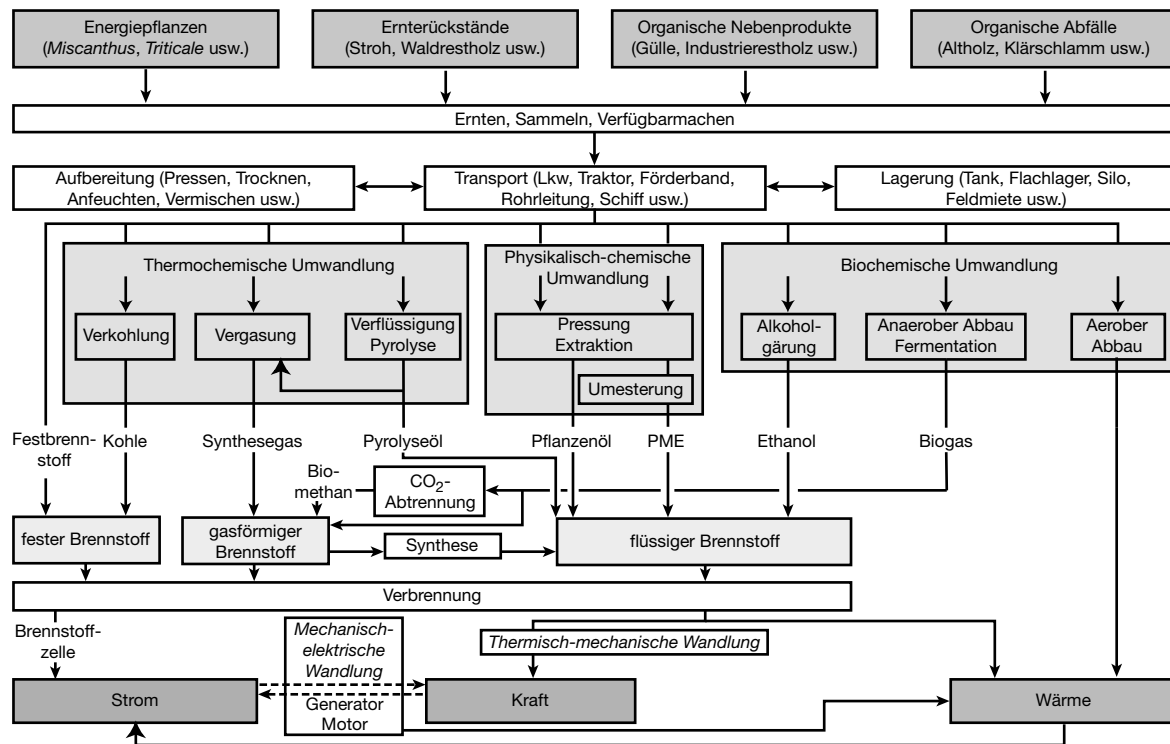 Energiepflanzen
(Miscanthus, Triticale usw.)
Ernterückstände
(Stroh, Waldrestholz usw.)
Organische Nebenprodukte
(Gülle, Industrierestholz usw.)
Organische Abfälle
(Altholz, Klärschlamm usw.)
Ernten, Sammeln, Verfügbarmachen
Aufbereitung (Pressen, Trocknen,
Anfeuchten, Vermischen usw.)
Transport (Lkw, Traktor, Förderband,
Rohrleitung, Schiff usw.)
Lagerung (Tank, Flachlager, Silo,
Feldmiete usw.)
Thermochemische Umwandlung
Verkohlung
Vergasung
Verflüssigung
Pyrolyse
Physikalisch-chemische
Umwandlung
Pressung
Extraktion
Umesterung
Biochemische Umwandlung
Alkohol-
gärung
Anaerober Abbau
Fermentation
Aerober
Abbau
Festbrenn-
stoff
Kohle
Synthesegas
Pyrolyseöl
Pflanzenöl
PME
Ethanol
Biogas
Bio-
methan
CO₂-
Abtrennung
fester Brennstoff
gasförmiger
Brennstoff
Synthese
flüssiger Brennstoff
Verbrennung
Brennstoff-
zelle
Mechanisch-
elektrische
Wandlung
Thermisch-mechanische Wandlung
Generator
Motor
Strom
Kraft
Wärme